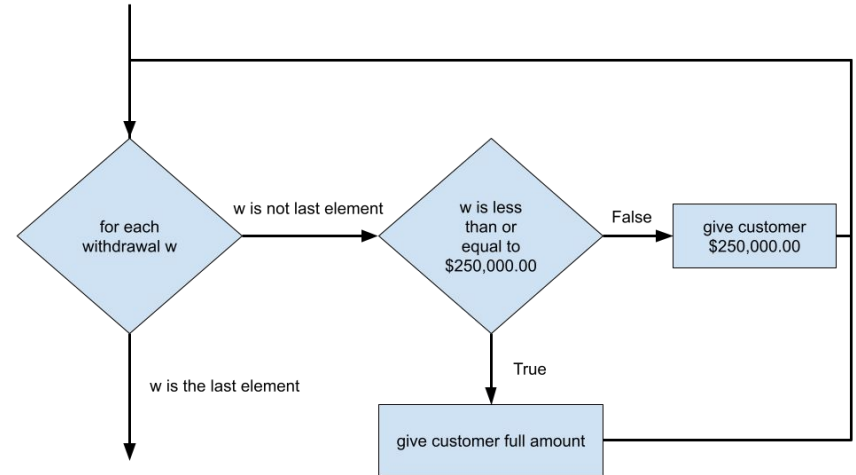 for each
withdrawal w
w is not last element
w is less
than or
equal to
$250,000.00
False
give customer
$250,000.00
True
w is the last element
give customer full amount